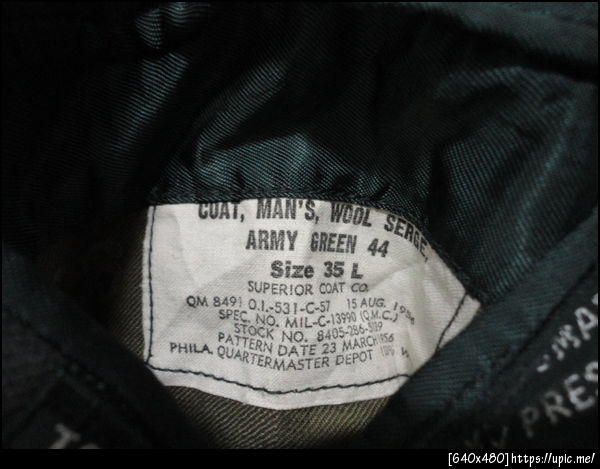 COAT, MAN'S, WOOL SERGE,
ARMY GREEN 44
Size 35 L
SUPERIOR COAT CO.
QM 8491 O.I.-531-C-57 15 AUG. 1956
SPEC. NO. MIL-C-13990 (Q.M.C.)
STOCK NO. 8405-286-
PATTERN DATE 23 MARCH 1956
PHILA. QUARTERMASTER DEPOT
PRES
[640x480]https://upic.me/